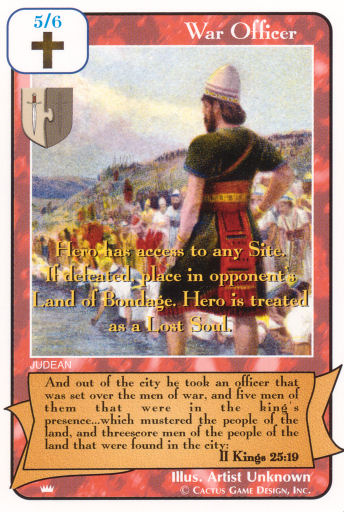 5/6
War Officer
Hero has access to any Site.
If defeated, place in opponent's
Land of Bondage. Hero is treated
as a Lost Soul.
JUDEAN
And out of the city he took an officer that
was set over the men of war, and five men of
them that were in the king's
presence...which mustered the people of the
land, and threescore men of the people of the
land that were found in the city:
II Kings 25:19
Illus. Artist Unknown
© CACTUS GAME DESIGN, INC.